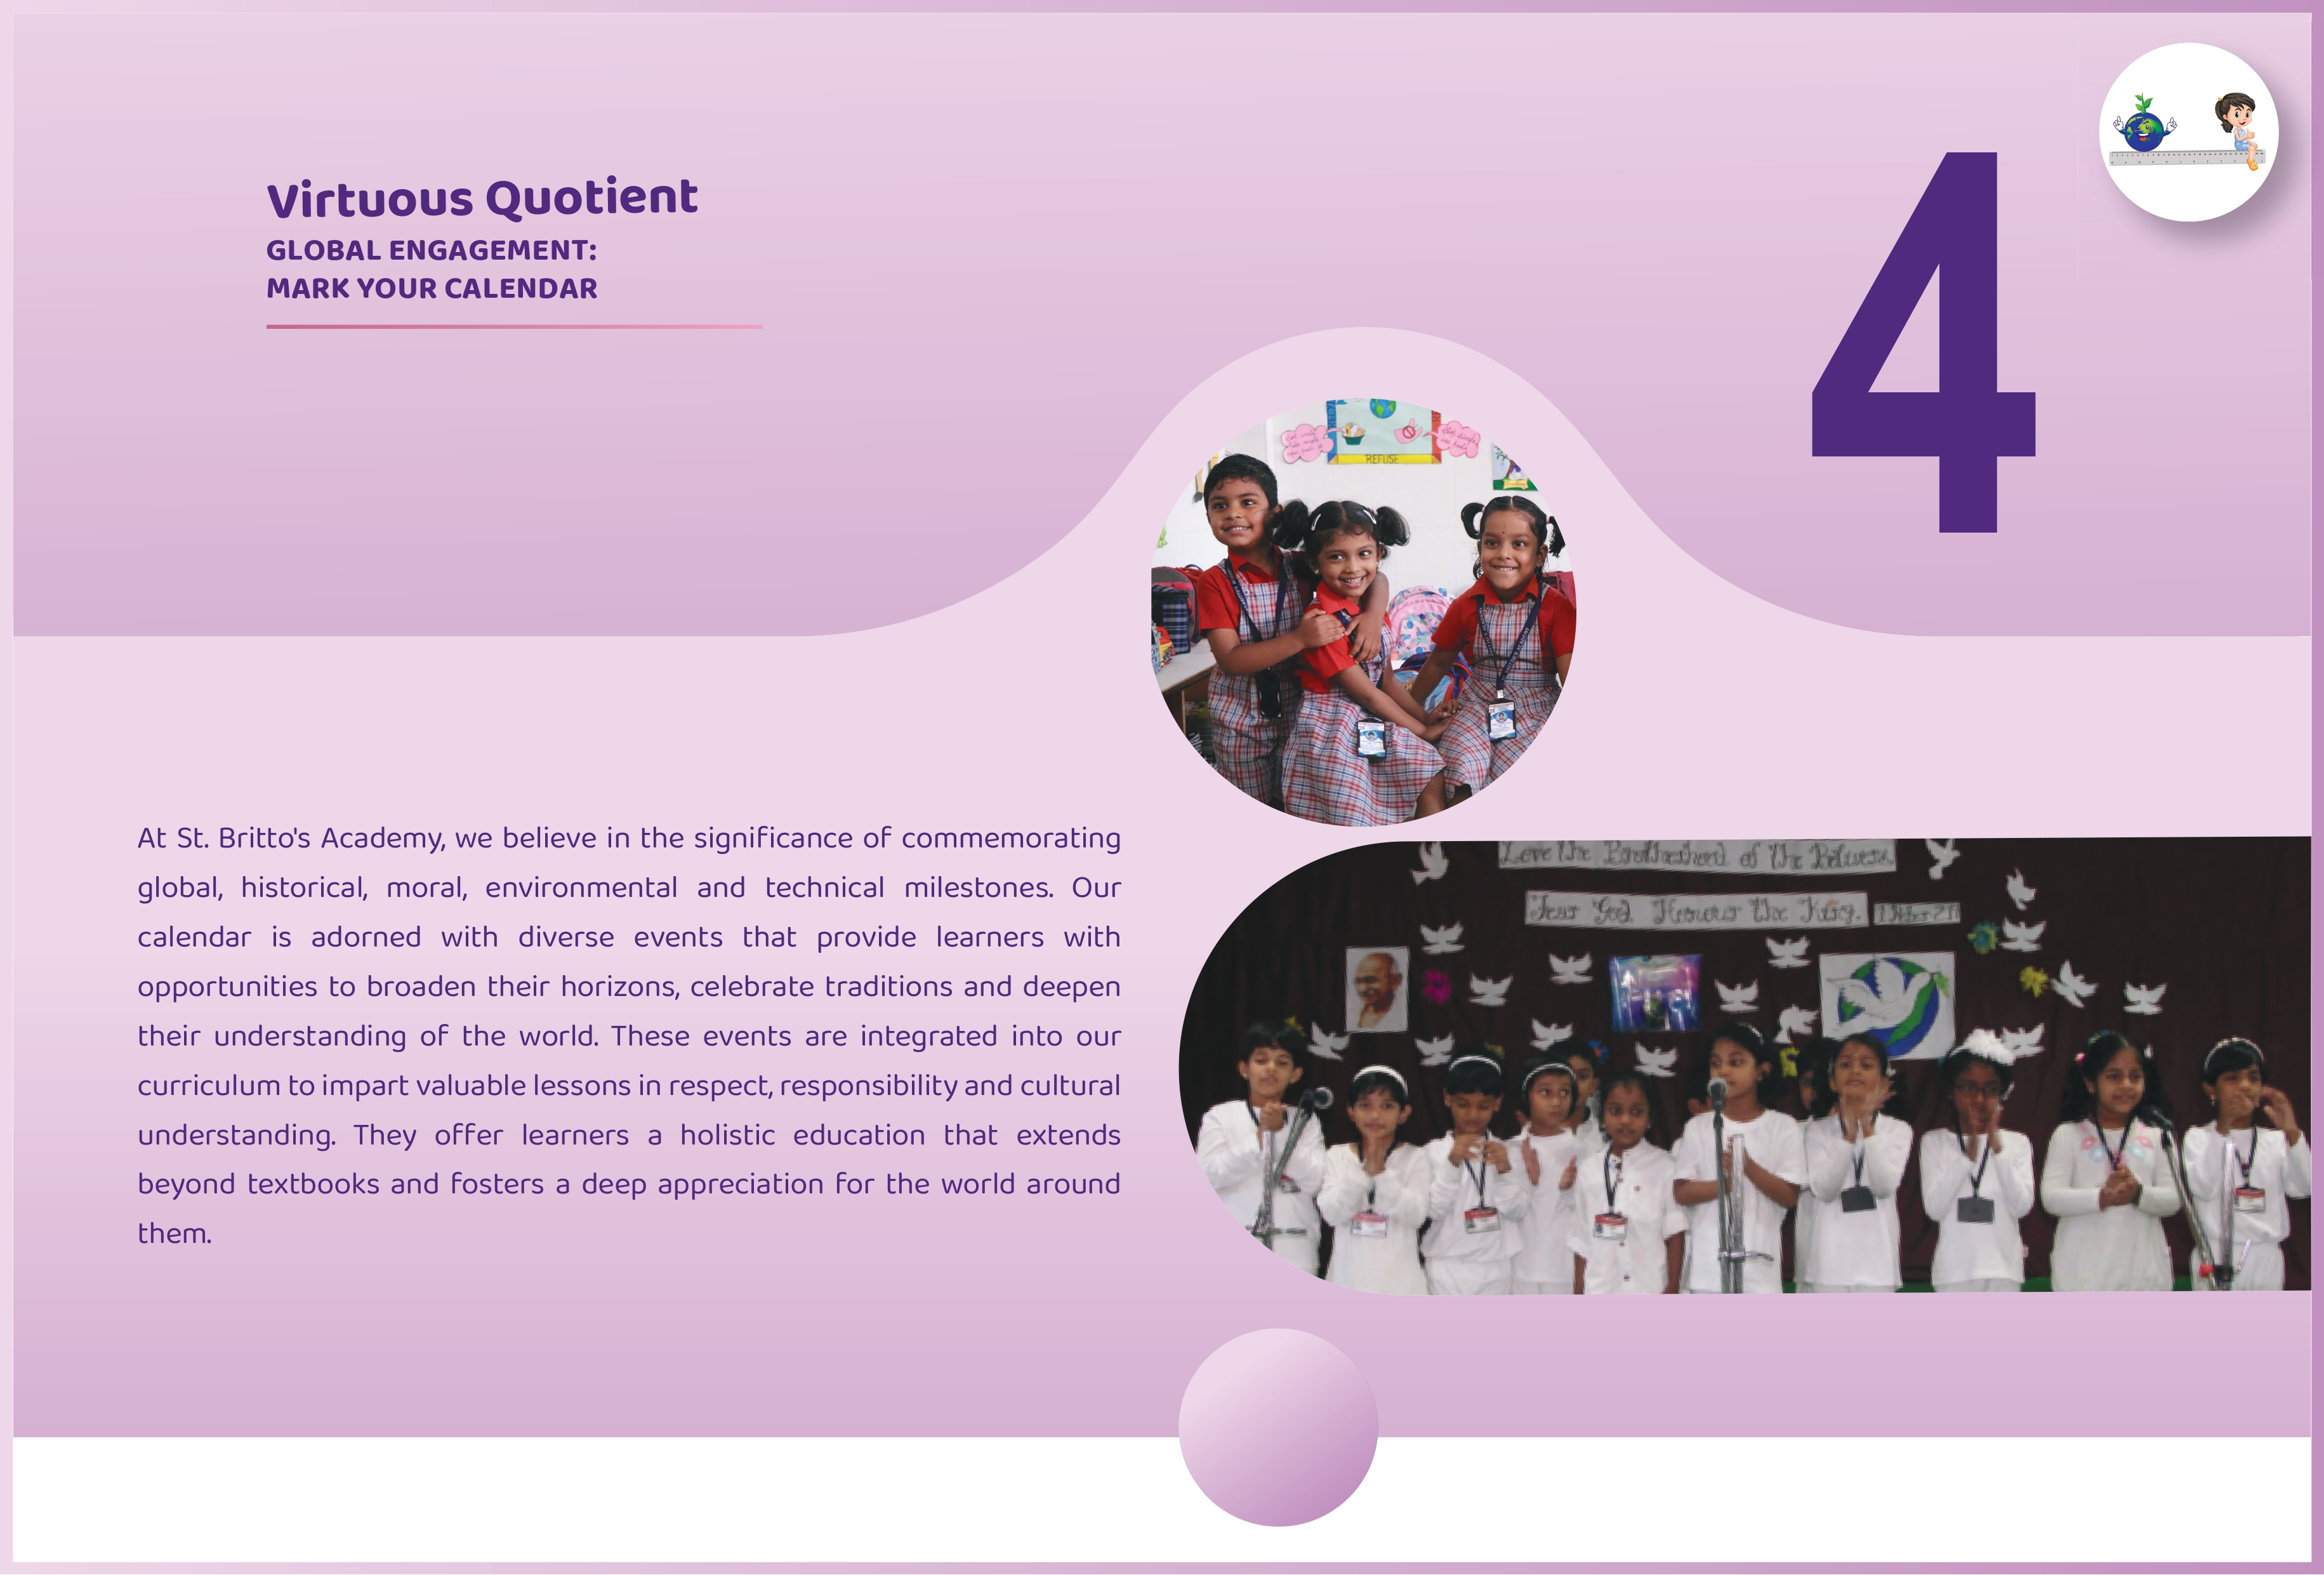 Virtuous Quotient
GLOBAL ENGAGEMENT:
MARK YOUR CALENDAR
4
REFUSE
At St. Britto's Academy, we believe in the significance of commemorating
global, historical, moral, environmental and technical milestones. Our
calendar is adorned with diverse events that provide learners with
opportunities to broaden their horizons, celebrate traditions and deepen
their understanding of the world. These events are integrated into our
curriculum to impart valuable lessons in respect, responsibility and cultural
understanding. They offer learners a holistic education that extends
beyond textbooks and fosters a deep appreciation for the world around
them.
Love the Brotherhood of the Believers
Fear God Honour the King.